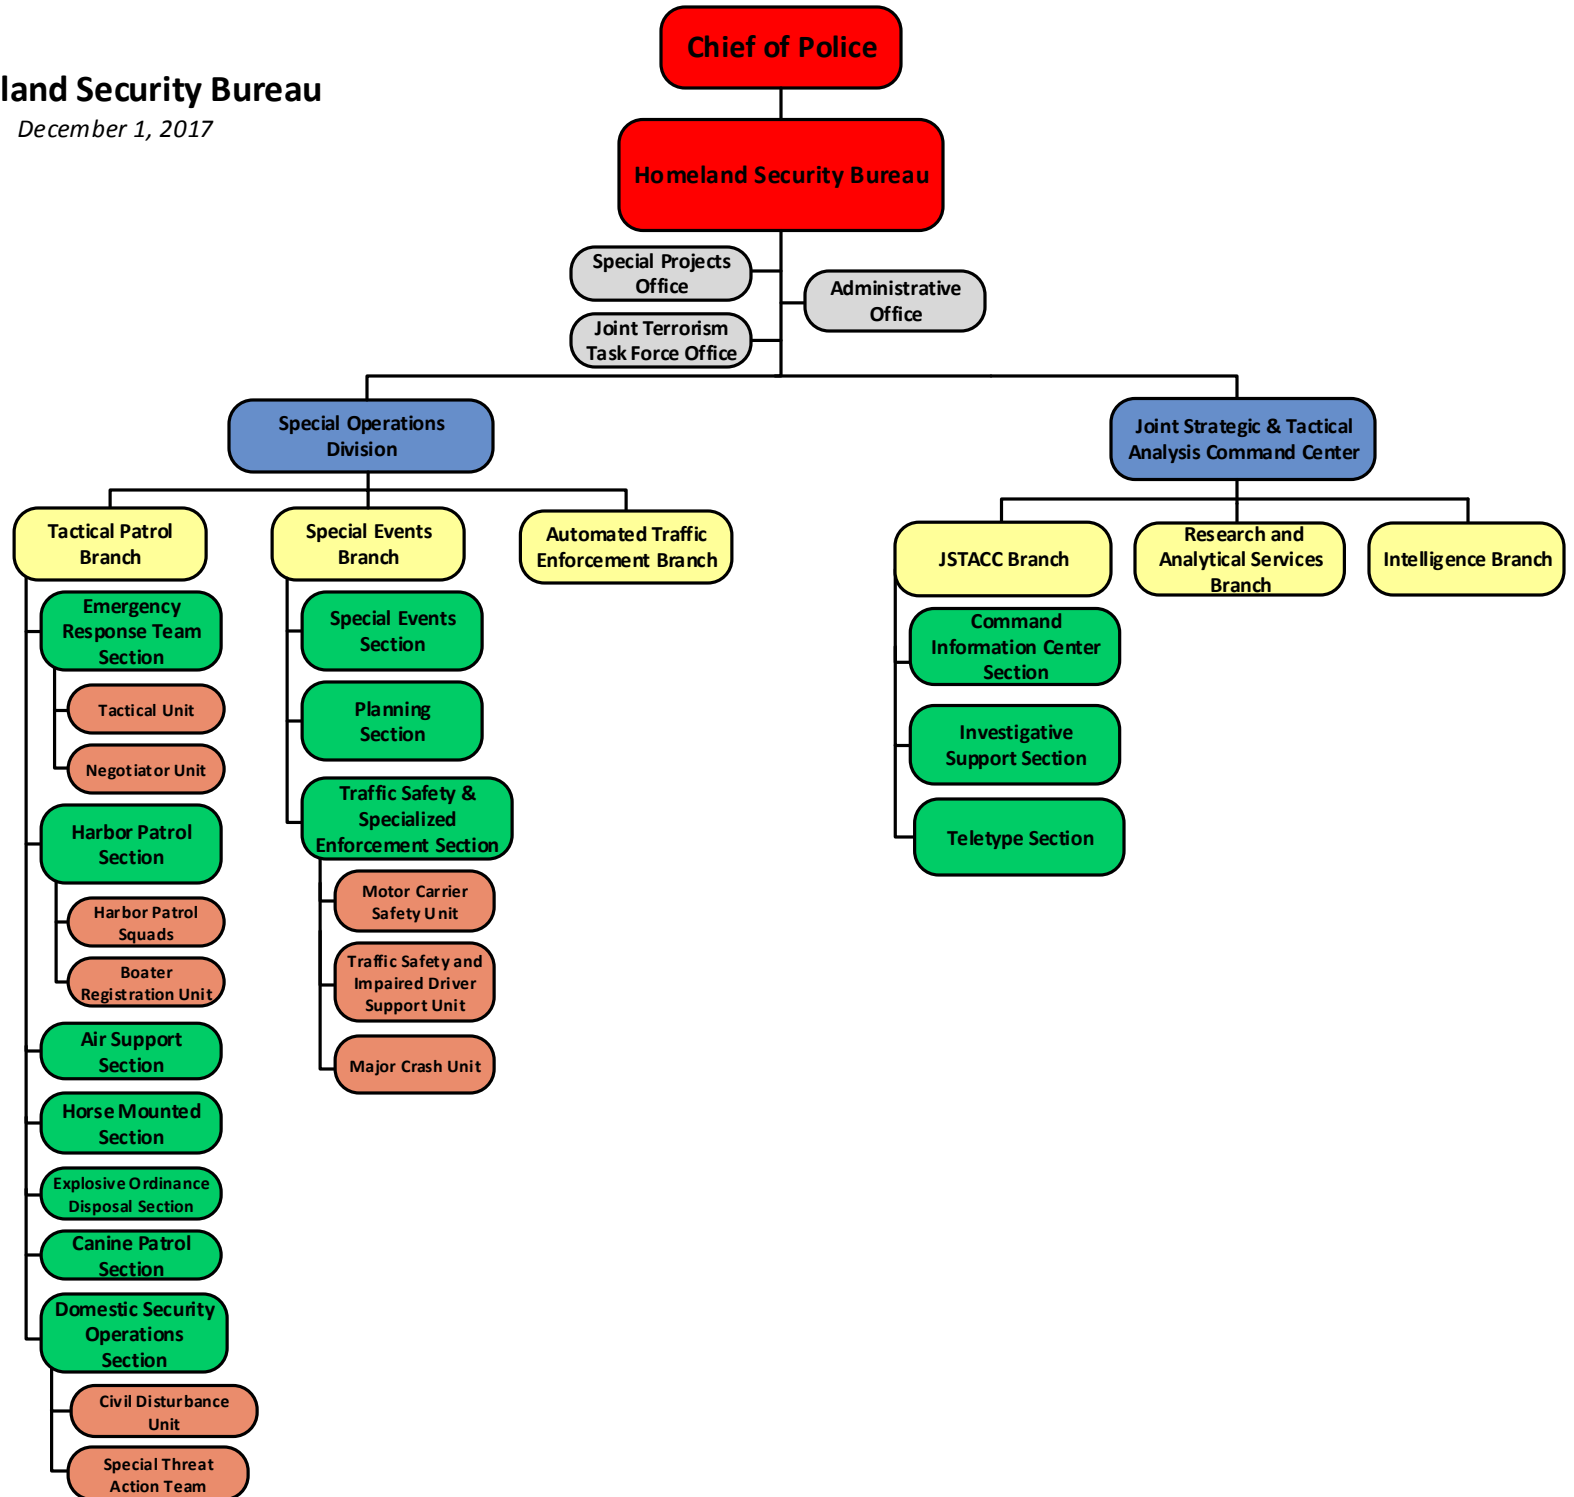 Chief of Police
land Security Bureau
December 1, 2017
Homeland Security Bureau
Special Projects
Office
Administrative
Office
Joint Terrorism
Task Force Office
Special Operations
Division
Joint Strategic & Tactical
Analysis Command Center
Tactical Patrol
Branch
Special Events
Branch
Automated Traffic
Enforcement Branch
JSTACC Branch
Research and
Analytical Services
Branch
Intelligence Branch
Emergency
Response Team
Section
Tactical Unit
Negotiator Unit
Harbor Patrol
Section
Harbor Patrol
Squads
Boater
Registration Unit
Air Support
Section
Horse Mounted
Section
Explosive Ordinance
Disposal Section
Canine Patrol
Section
Domestic Security
Operations
Section
Civil Disturbance
Unit
Special Threat
Action Team
Special Events
Section
Planning
Section
Traffic Safety &
Specialized
Enforcement Section
Motor Carrier
Safety Unit
Traffic Safety and
Impaired Driver
Support Unit
Major Crash Unit
Command
Information Center
Section
Investigative
Support Section
Teletype Section